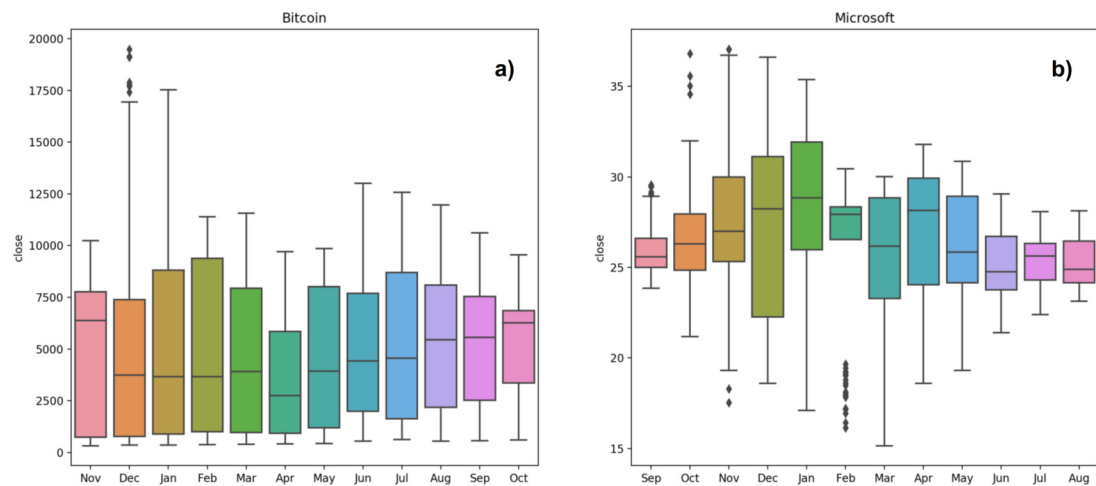 Bitcoin
a)
close
20000
17500
15000
12500
10000
7500
5000
2500
0
Nov Dec Jan Feb Mar Apr May Jun Jul Aug Sep Oct
Microsoft
b)
close
35
30
25
20
15
Sep Oct Nov Dec Jan Feb Mar Apr May Jun Jul Aug